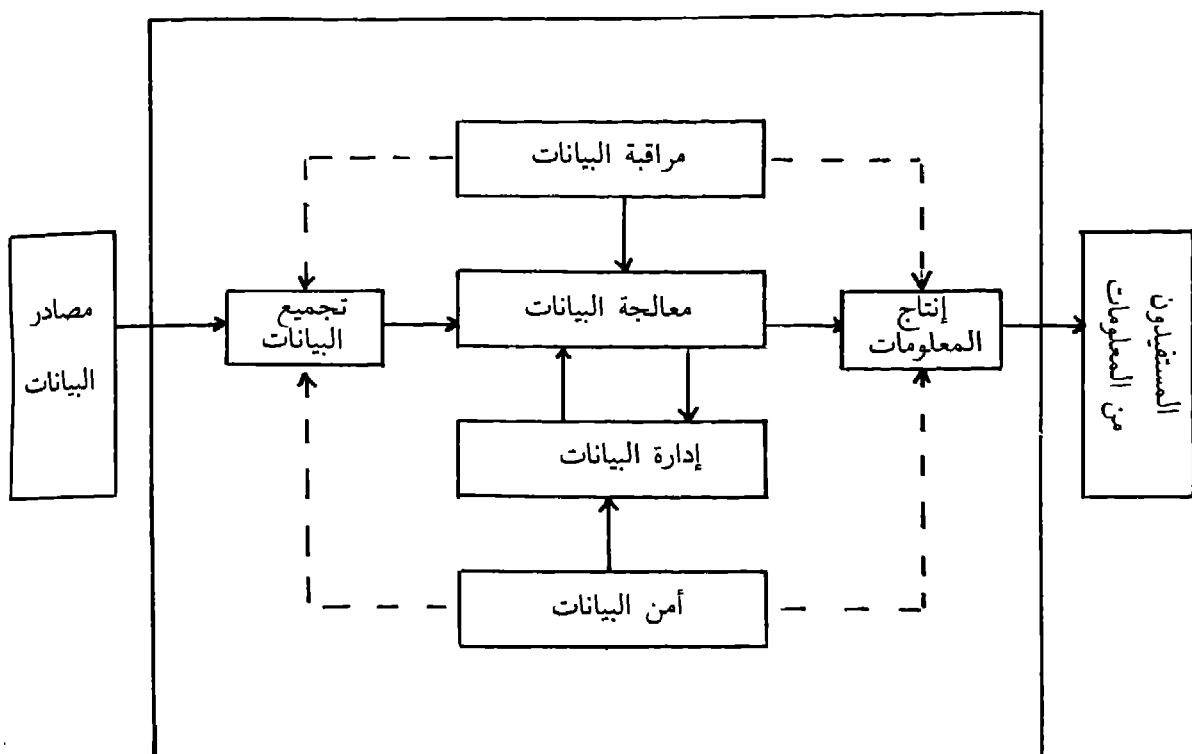 مراقبة البيانات
مصادر
البيانات
تجميع
البيانات
معالجة البيانات
إنتاج
المعلومات
المستفيدون
من المعلومات
إدارة البيانات
أمن البيانات